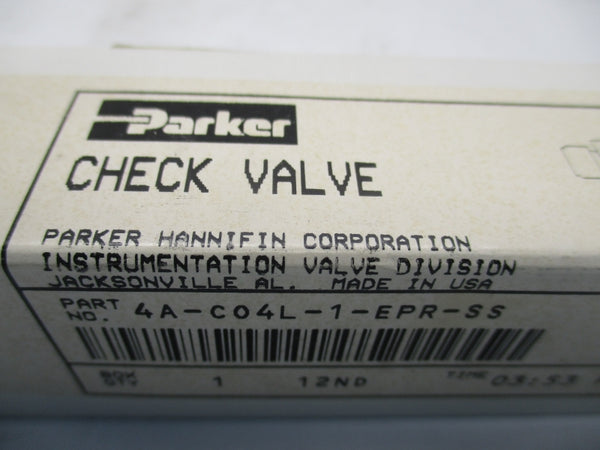 Parker
CHECK VALVE
PARKER HANNIFIN CORPORATION
INSTRUMENTATION VALVE DIVISION
JACKSONVILLE AL. MADE IN USA
PART NO. 4A-C04L-1-EPR-SS
BOX QTY 1 12ND TIME 03:53